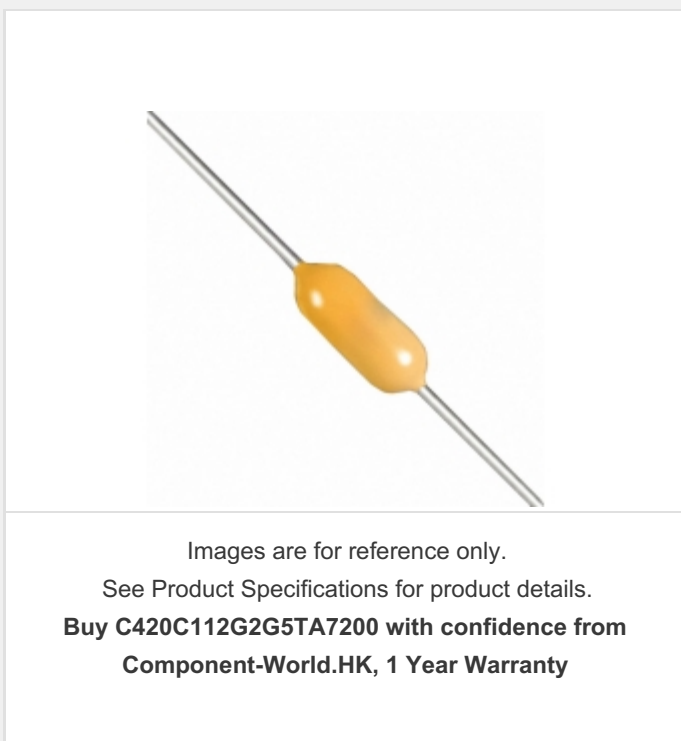 Images are for reference only.
See Product Specifications for product details.
Buy C420C112G2G5TA7200 with confidence from
Component-World.HK, 1 Year Warranty